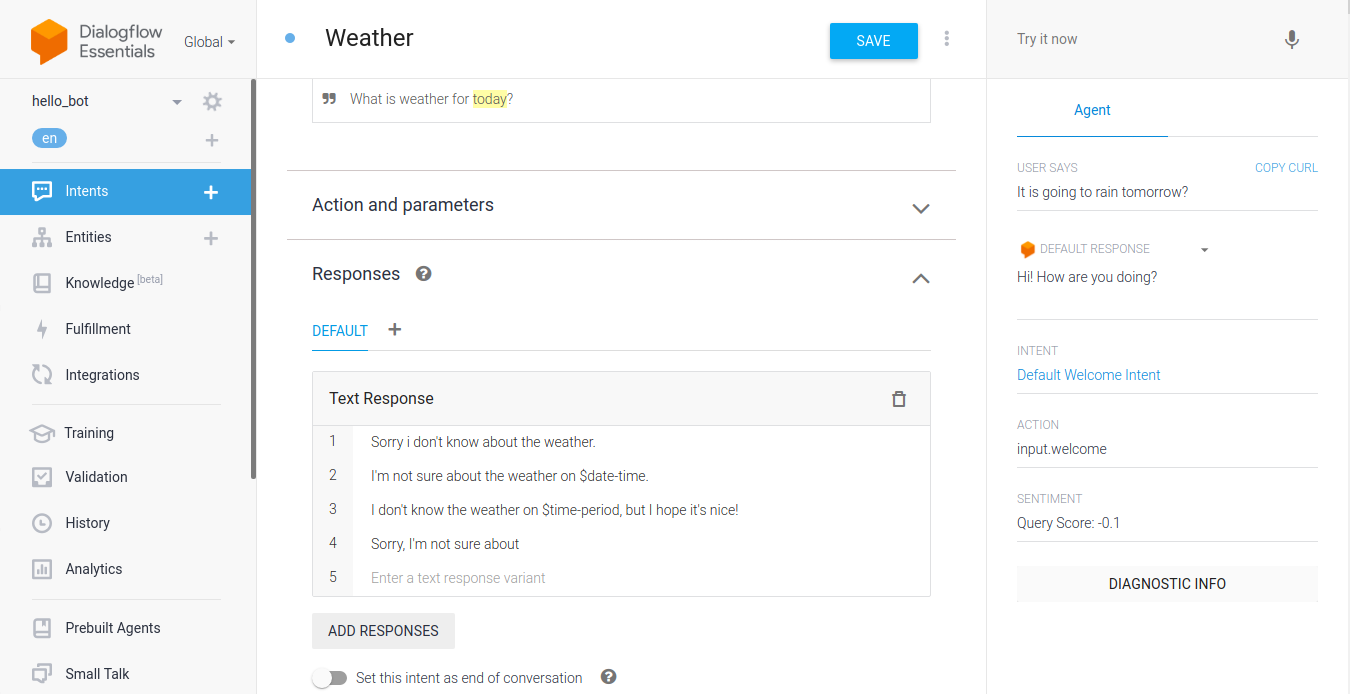 Dialogflow
Essentials
Global
hello_bot
en
Intents
Entities
Knowledge [beta]
Fulfillment
Integrations
Training
Validation
History
Analytics
Prebuilt Agents
Small Talk
Weather
SAVE
What is weather for today?
Action and parameters
Responses
DEFAULT
Text Response
1 Sorry i don't know about the weather.
2 I'm not sure about the weather on $date-time.
3 I don't know the weather on $time-period, but I hope it's nice!
4 Sorry, I'm not sure about
5 Enter a text response variant
ADD RESPONSES
Set this intent as end of conversation
Try it now
Agent
USER SAYS COPY CURL
It is going to rain tomorrow?
DEFAULT RESPONSE
Hi! How are you doing?
INTENT
Default Welcome Intent
ACTION
input.welcome
SENTIMENT
Query Score: -0.1
DIAGNOSTIC INFO